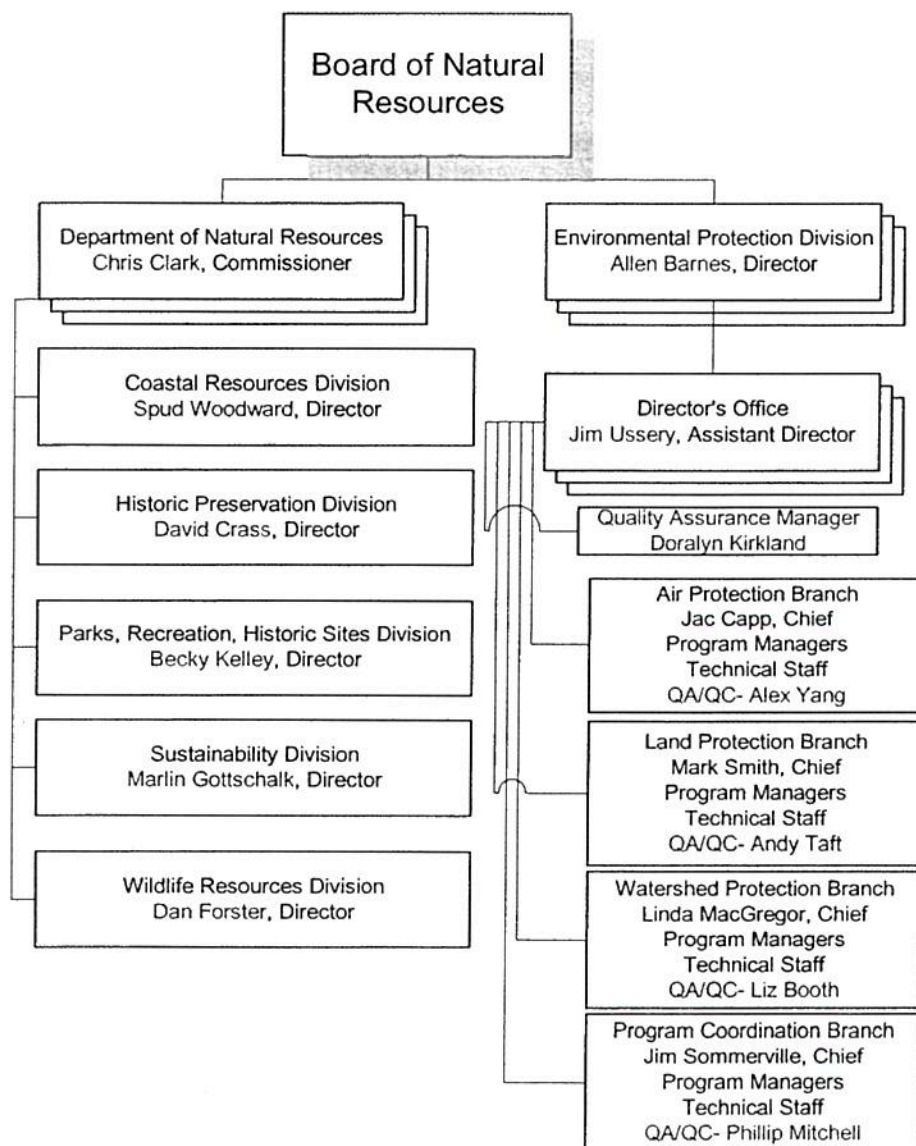 Board of Natural
Resources
Department of Natural Resources
Chris Clark, Commissioner
Environmental Protection Division
Allen Barnes, Director
Coastal Resources Division
Spud Woodward, Director
Historic Preservation Division
David Crass, Director
Parks, Recreation, Historic Sites Division
Becky Kelley, Director
Sustainability Division
Marlin Gottschalk, Director
Wildlife Resources Division
Dan Forster, Director
Director's Office
Jim Ussery, Assistant Director
Quality Assurance Manager
Doralyn Kirkland
Air Protection Branch
Jac Capp, Chief
Program Managers
Technical Staff
QA/QC- Alex Yang
Land Protection Branch
Mark Smith, Chief
Program Managers
Technical Staff
QA/QC- Andy Taft
Watershed Protection Branch
Linda MacGregor, Chief
Program Managers
Technical Staff
QA/QC- Liz Booth
Program Coordination Branch
Jim Sommerville, Chief
Program Managers
Technical Staff
QA/QC- Phillip Mitchell